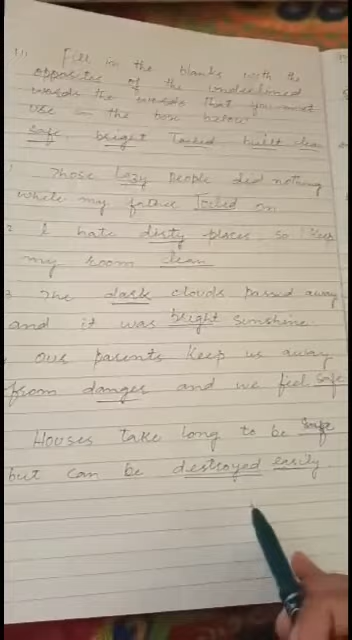 III. Fill in the blanks with the
opposites of the underlined
words the words that you must
use in the box below
safe, bright Toiled built clean
1 Those Lazy people did nothing
while my father Toiled on
2 I hate dirty places so I keep
my room clean
3 The dark clouds passed away
and it was bright sunshine.
Our parents keep us away
from danger and we feel safe
Houses take long to be safe
but can be destroyed easily.